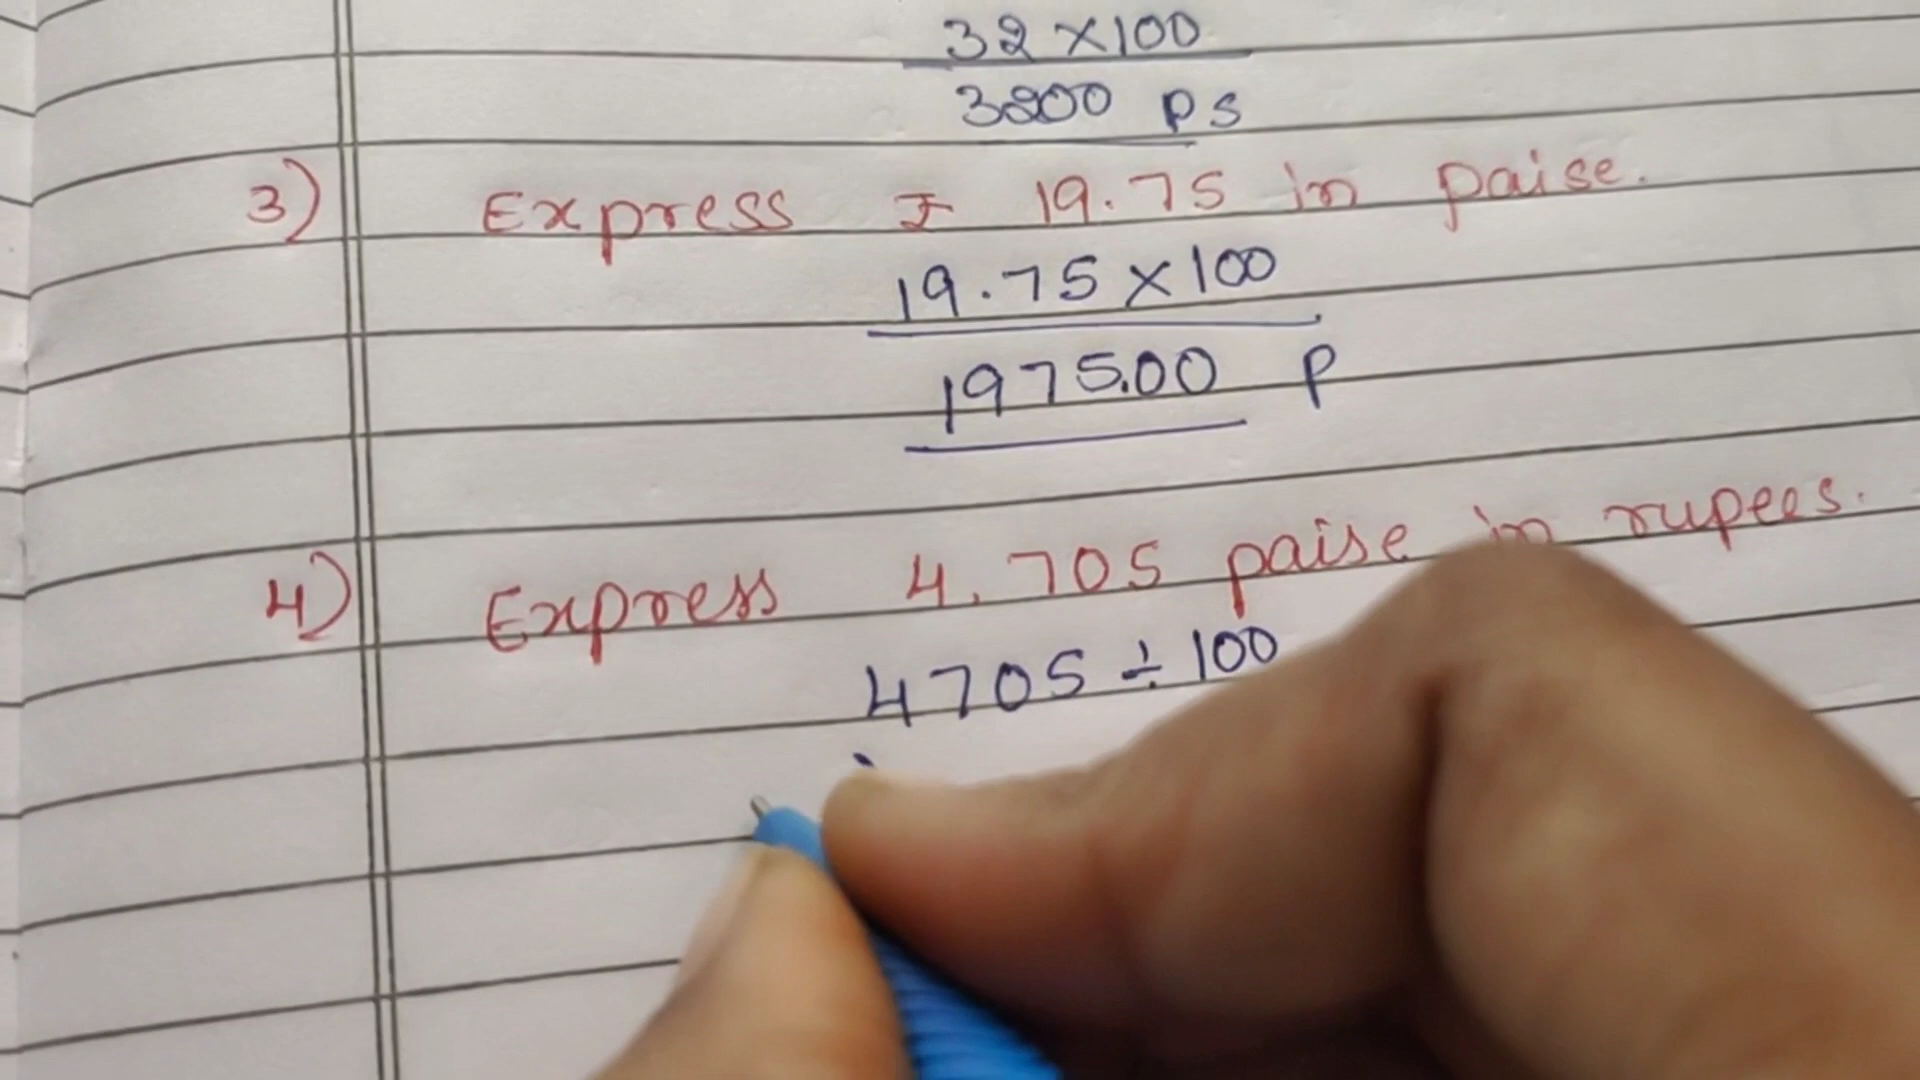 32 ×100
3200 ps
3) Express ₹ 19.75 in paise.
19.75 × 100
1975.00 P
4) Express 4.705 paise in rupees.
4705 ÷ 100